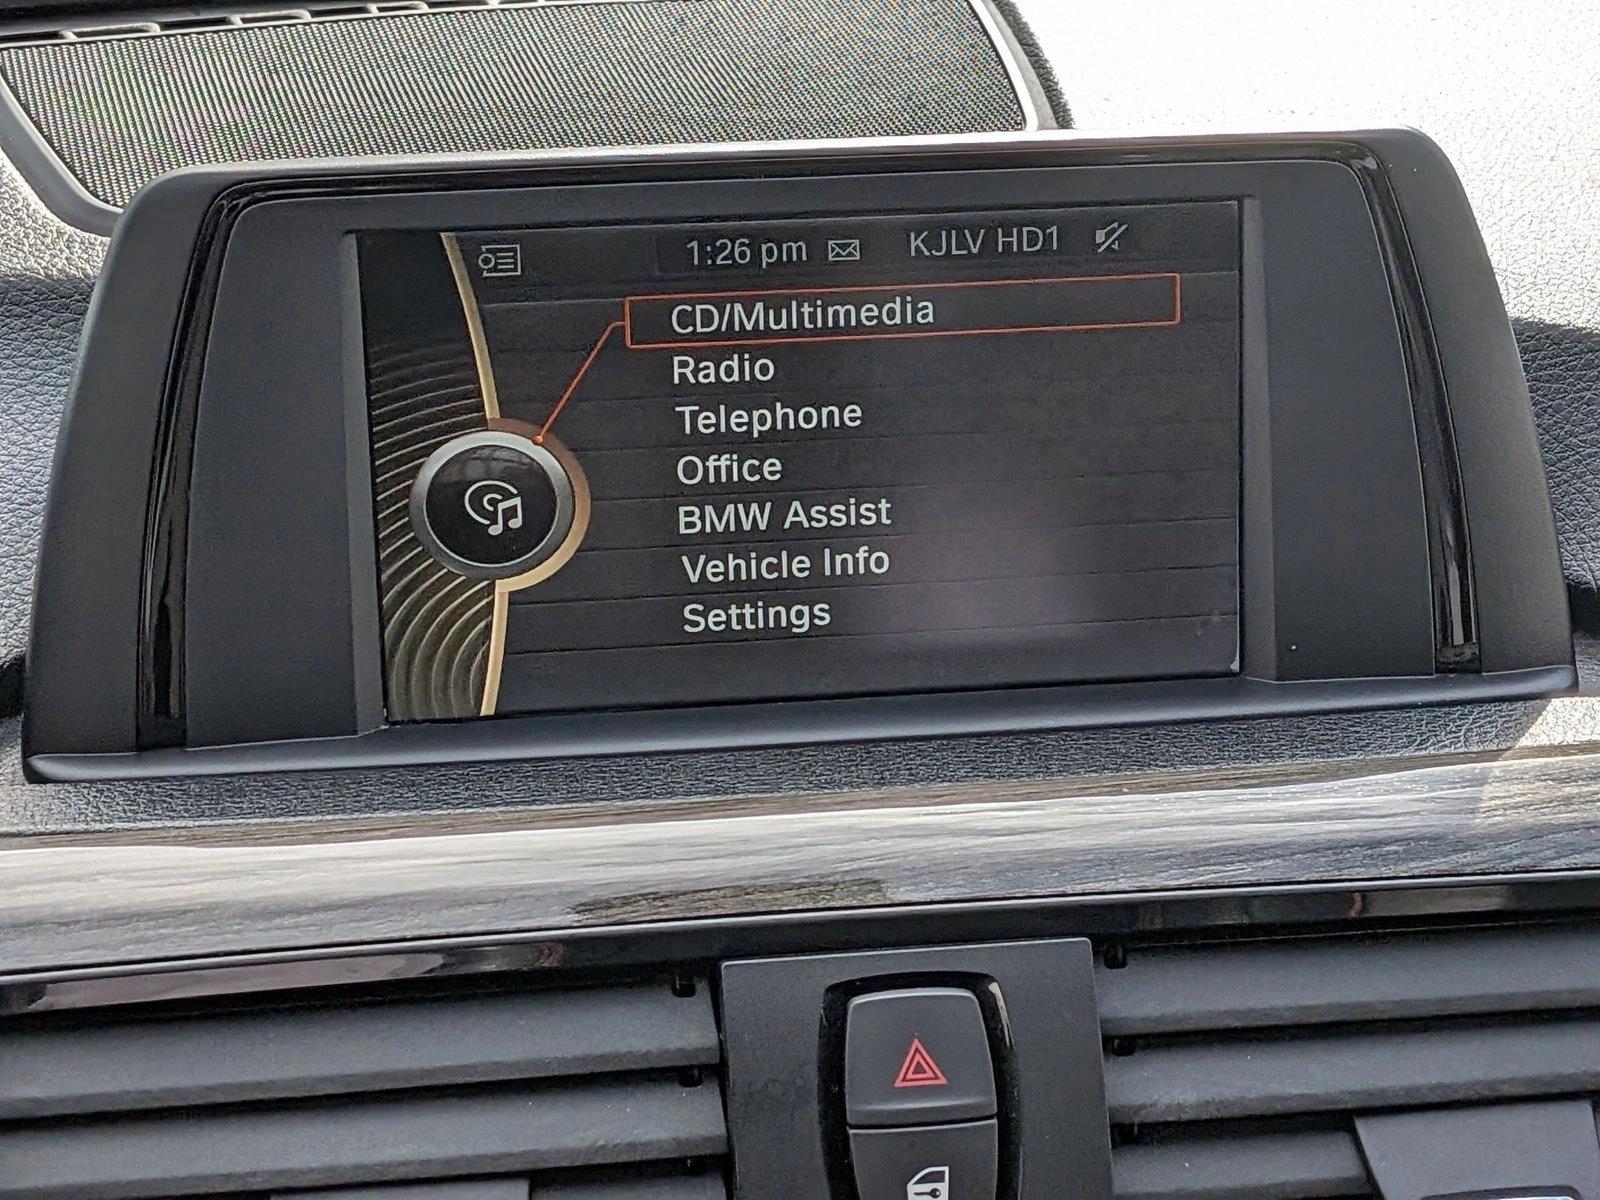 1:26 pm KJLV HD1
CD/Multimedia
Radio
Telephone
Office
BMW Assist
Vehicle Info
Settings